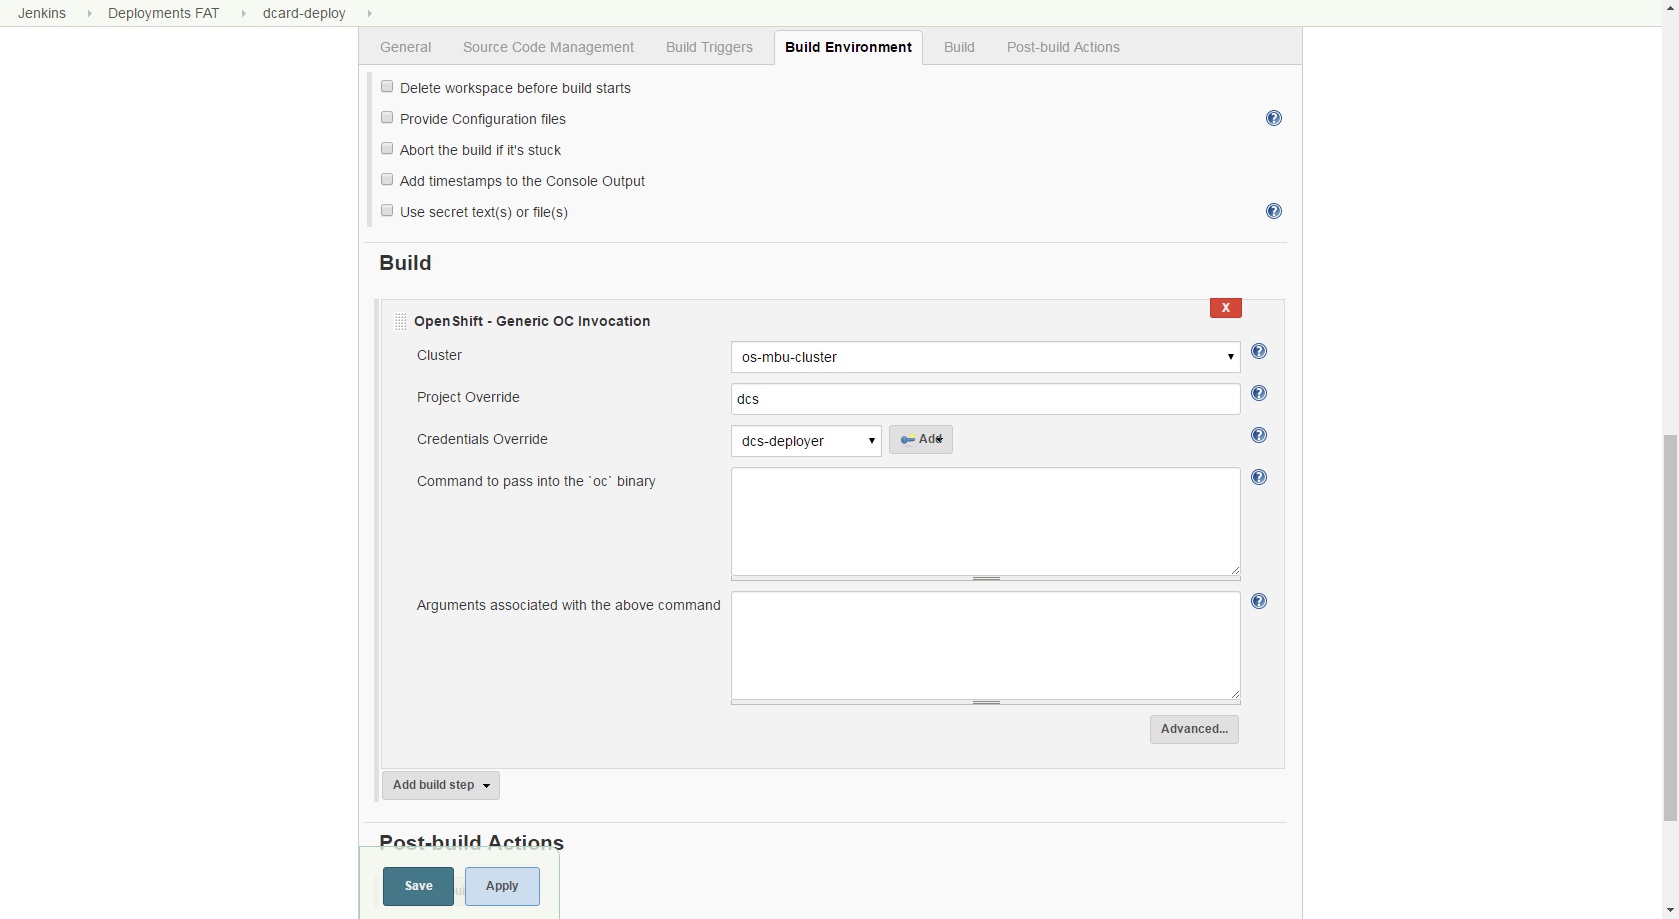 Jenkins Deployments FAT dcard-deploy
General Source Code Management Build Triggers Build Environment Build Post-build Actions
Delete workspace before build starts
Provide Configuration files
Abort the build if it's stuck
Add timestamps to the Console Output
Use secret text(s) or file(s)
Build
X
OpenShift - Generic OC Invocation
Cluster os-mbu-cluster
Project Override dcs
Credentials Override dcs-deployer Add
Command to pass into the `oc` binary
Arguments associated with the above command
Advanced...
Add build step
Post-build Actions
Save Apply